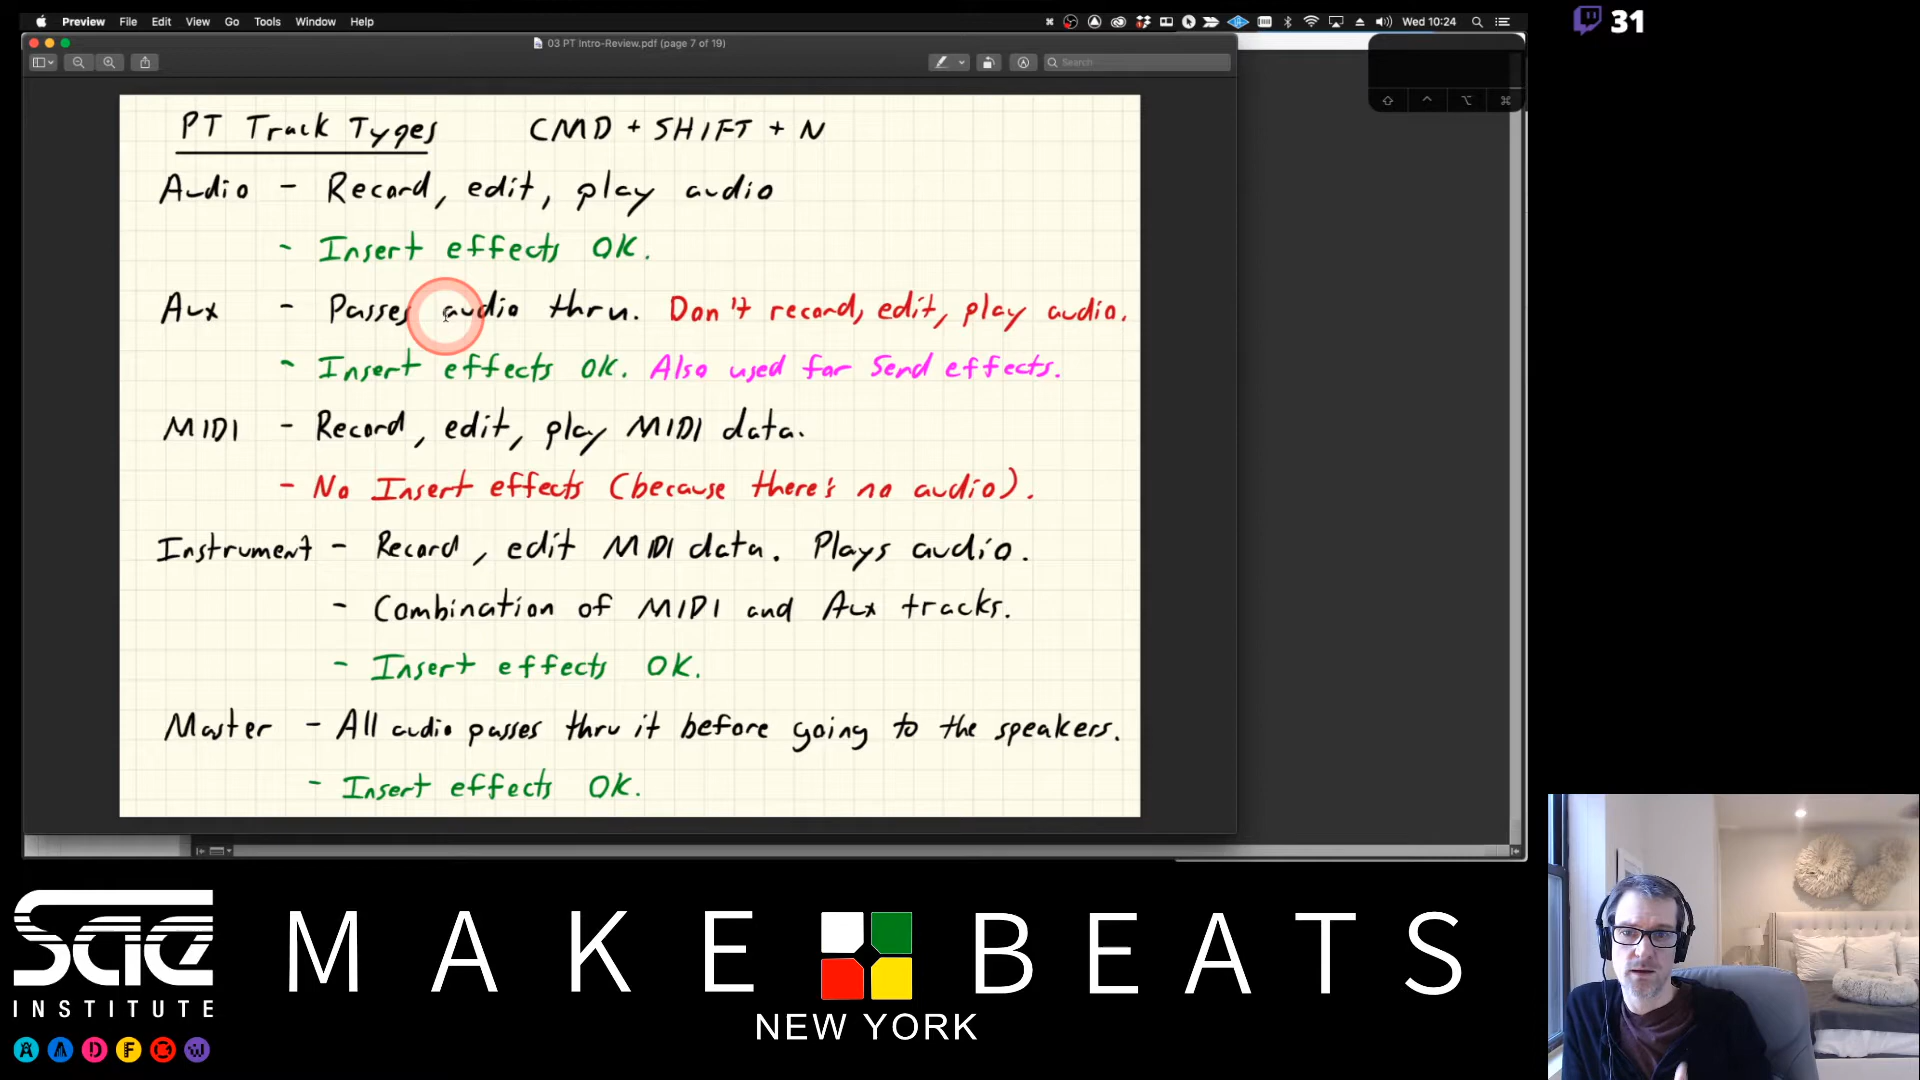 Preview File Edit View Go Tools Window Help
Wed 10:24
31
03 PT Intro-Review.pdf (page 7 of 19)
Search
PT Track Types CMD + SHIFT + N
Audio - Record, edit, play audio
- Insert effects OK.
Aux - Passes audio thru. Don't record, edit, play audio.
- Insert effects OK. Also used for Send effects.
MIDI - Record, edit, play MIDI data.
- No Insert effects (because there's no audio).
Instrument - Record, edit MIDI data. Plays audio.
- Combination of MIDI and Aux tracks.
- Insert effects OK.
Master - All audio passes thru it before going to the speakers.
- Insert effects OK.
sae
INSTITUTE
MAKE BEATS
NEW YORK